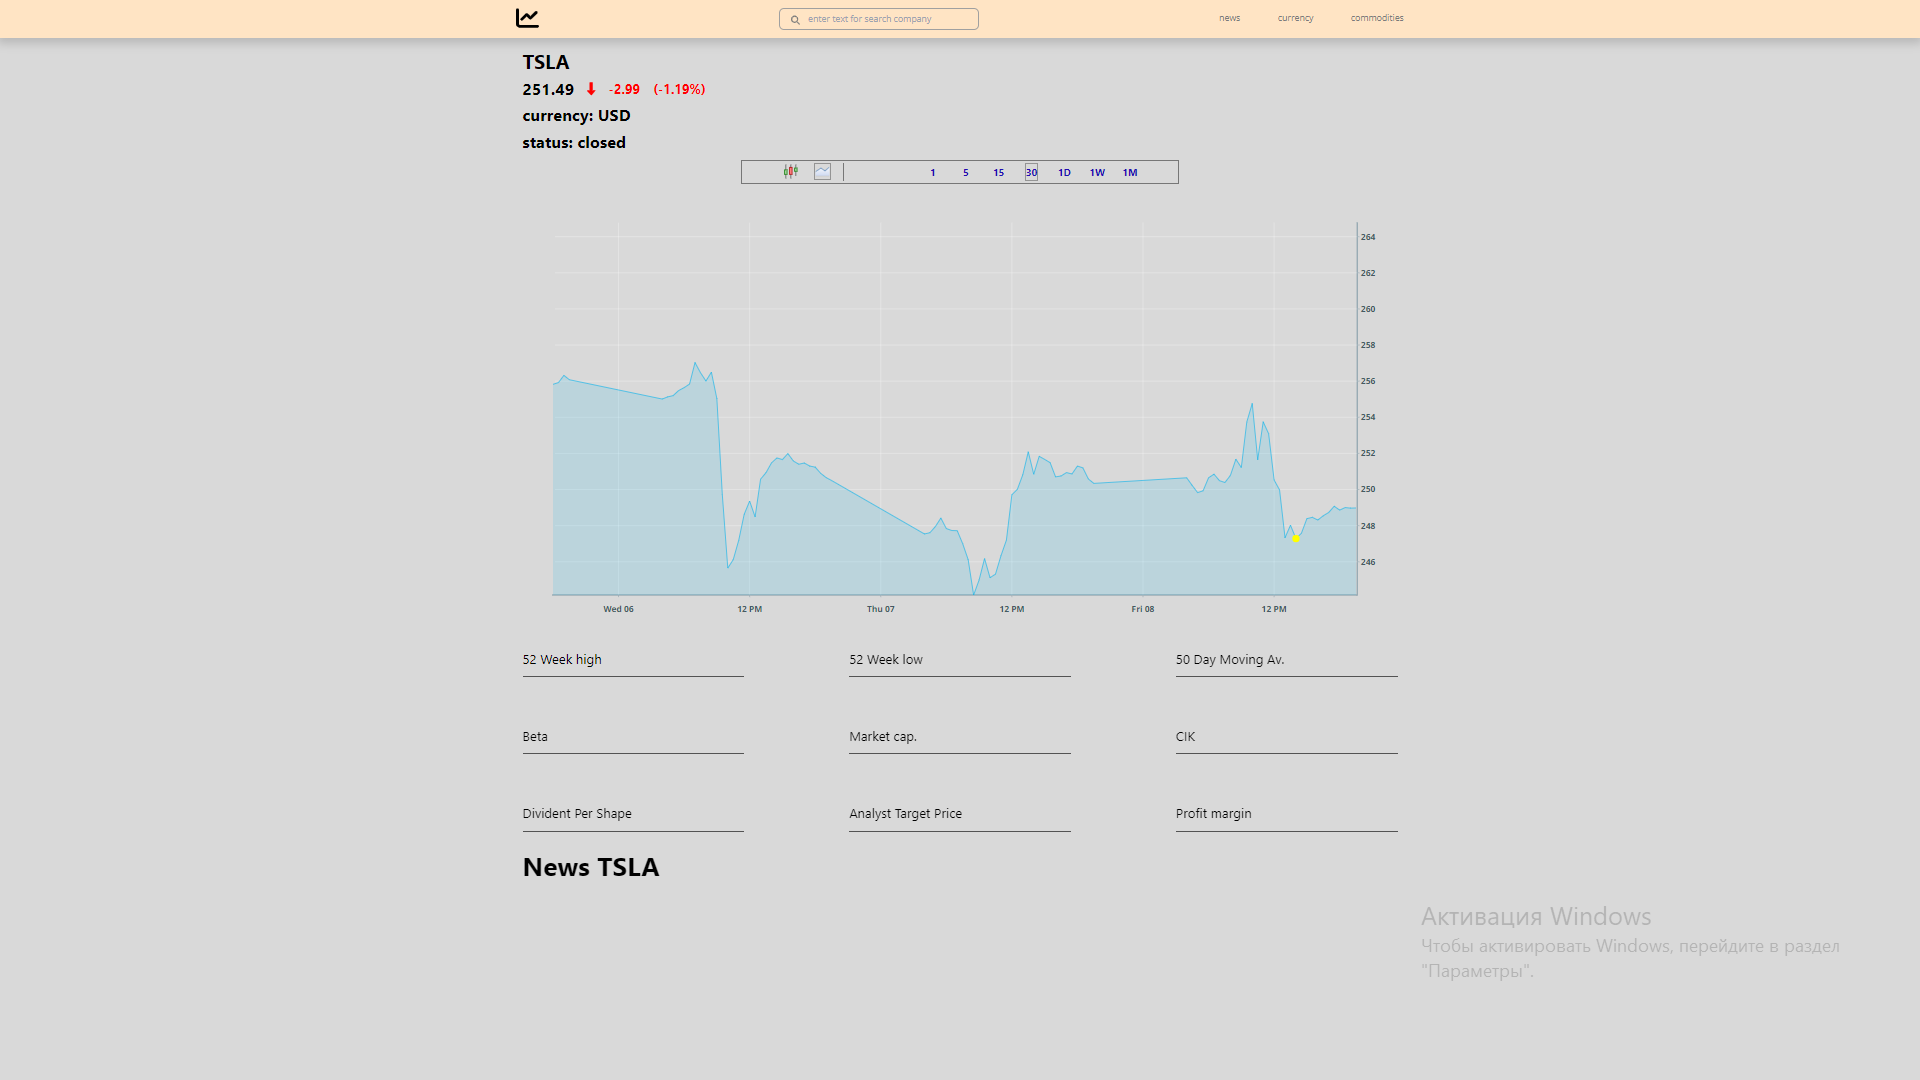 enter text for search company
news currency commodities
TSLA
251.49 -2.99 (-1.19%)
currency: USD
status: closed
1 5 15 30 1D 1W 1M
264
262
260
258
256
254
252
250
248
246
Wed 06 12 PM Thu 07 12 PM Fri 08 12 PM
52 Week high 52 Week low 50 Day Moving Av.
Beta Market cap. CIK
Divident Per Shape Analyst Target Price Profit margin
News TSLA
Активация Windows
Чтобы активировать Windows, перейдите в раздел
"Параметры".